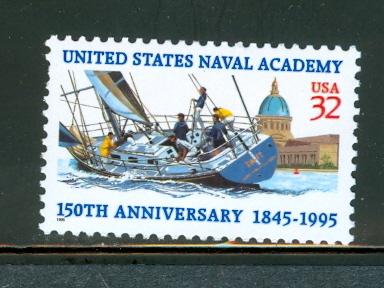 UNITED STATES NAVAL ACADEMY
USA
32
150TH ANNIVERSARY 1845-1995